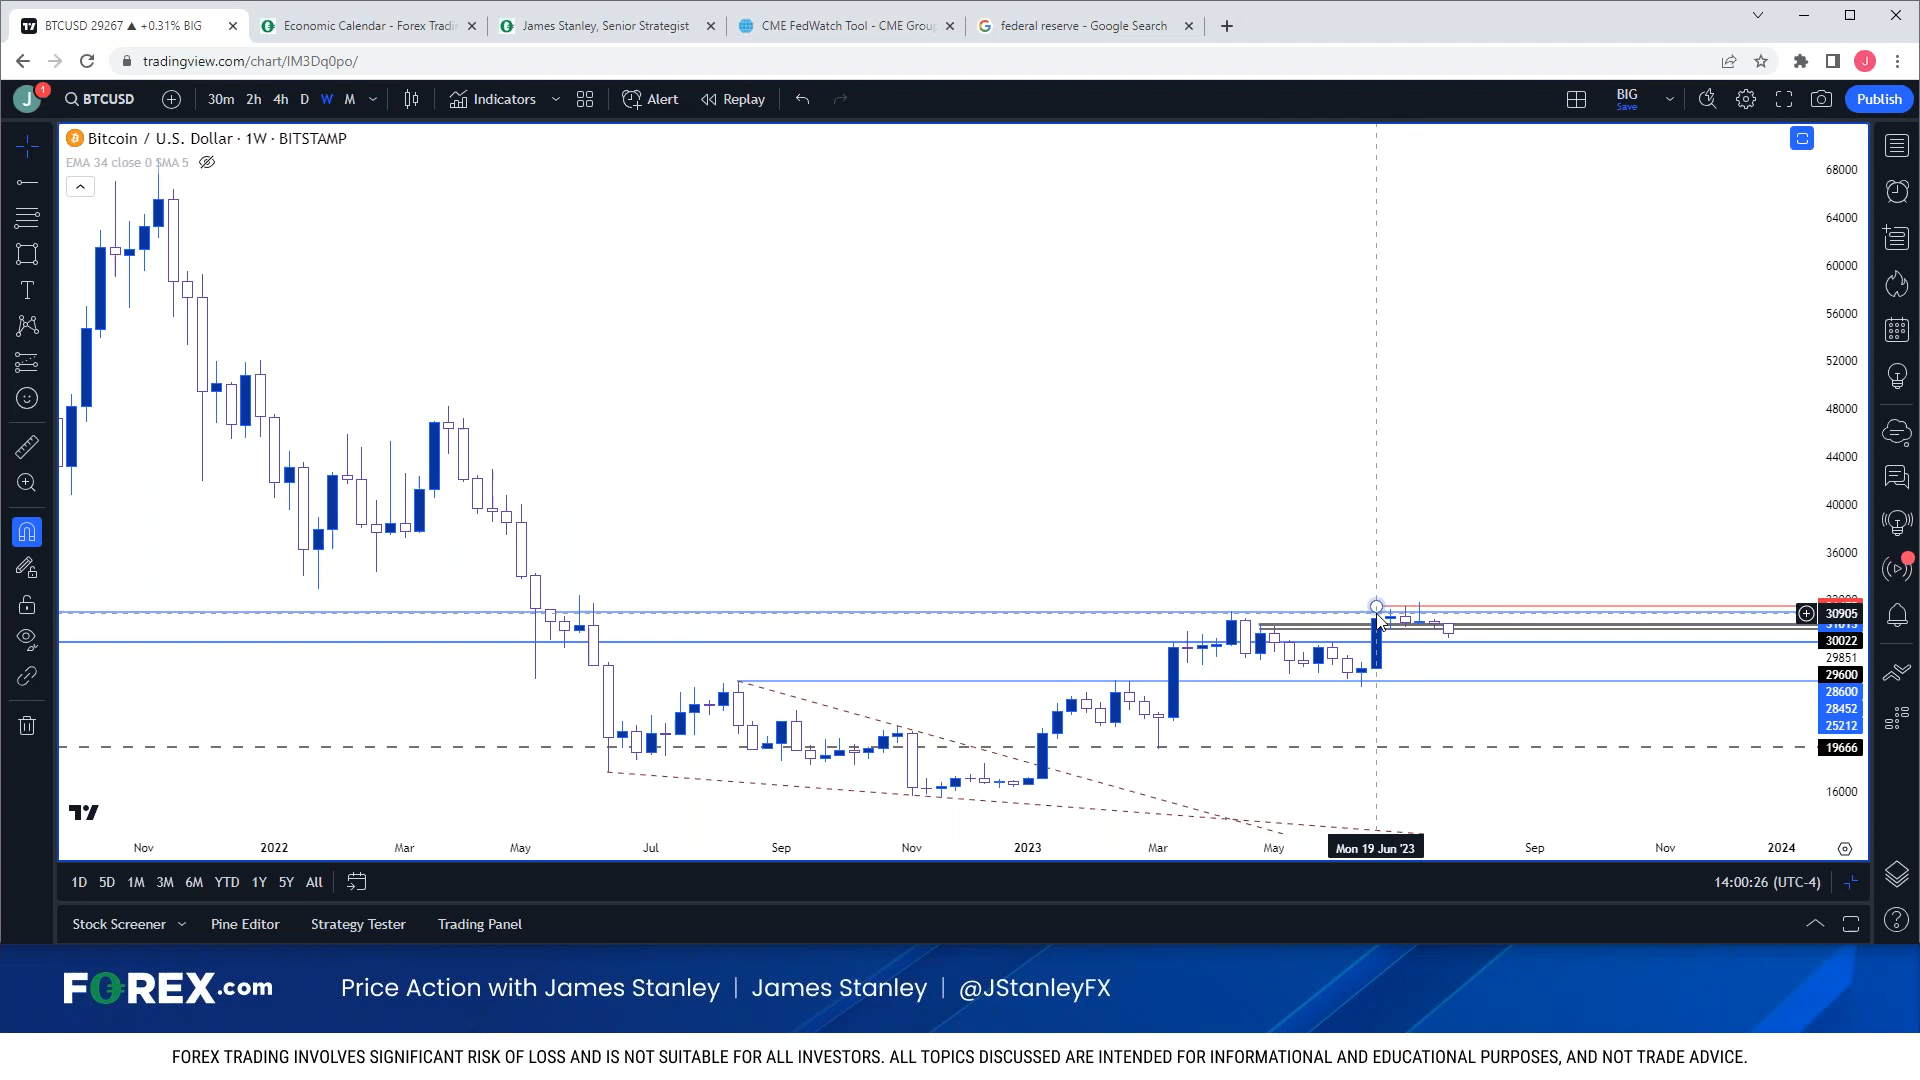 BTCUSD 29267 ▲ +0.31% BIG
Economic Calendar - Forex Tradin
James Stanley, Senior Strategist
CME FedWatch Tool - CME Group
federal reserve - Google Search
tradingview.com/chart/IM3Dq0po/
J
J 1
BTCUSD
30m 2h 4h D W M
Indicators
Alert
Replay
BIG
Save
Publish
Bitcoin / U.S. Dollar · 1W · BITSTAMP
EMA 34 close 0 SMA 5
68000
64000
60000
56000
52000
48000
44000
40000
36000
30905
30022
29851
29600
28600
28452
25212
19666
16000
Nov 2022 Mar May Jul Sep Nov 2023 Mar May Mon 19 Jun '23 Sep Nov 2024
1D 5D 1M 3M 6M YTD 1Y 5Y All
14:00:26 (UTC-4)
Stock Screener Pine Editor Strategy Tester Trading Panel
FOREX.com
Price Action with James Stanley | James Stanley | @JStanleyFX
FOREX TRADING INVOLVES SIGNIFICANT RISK OF LOSS AND IS NOT SUITABLE FOR ALL INVESTORS. ALL TOPICS DISCUSSED ARE INTENDED FOR INFORMATIONAL AND EDUCATIONAL PURPOSES, AND NOT TRADE ADVICE.